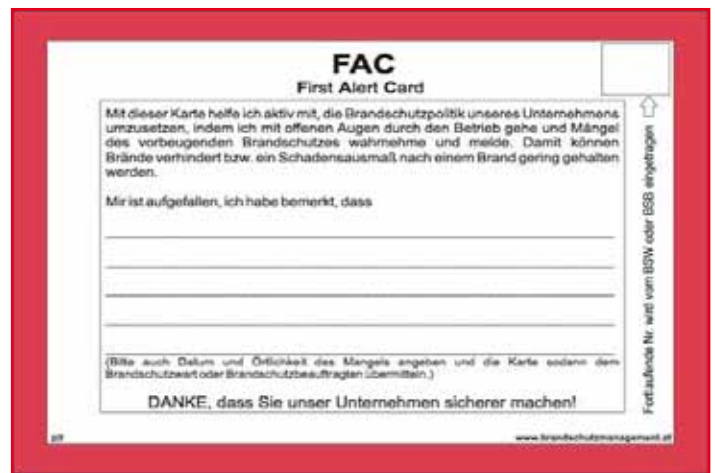 FAC
First Alert Card
Mit dieser Karte helfe ich aktiv mit, die Brandschutzpolitik unseres Unternehmens
umzusetzen, indem ich mit offenen Augen durch den Betrieb gehe und Mängel
des vorbeugenden Brandschutzes wahrnehme und melde. Damit können
Brände verhindert bzw. ein Schadensausmaß nach einem Brand gering gehalten
werden.
Mir ist aufgefallen, ich habe bemerkt, dass
(Bitte auch Datum und Örtlichkeit des Mangels angeben und die Karte sodann dem
Brandschutzwart oder Brandschutzbeauftragten übermitteln.)
DANKE, dass Sie unser Unternehmen sicherer machen!
Fortlaufende Nr. wird vom BSW oder BSB eingetragen
www.brandschutzmanagement.at